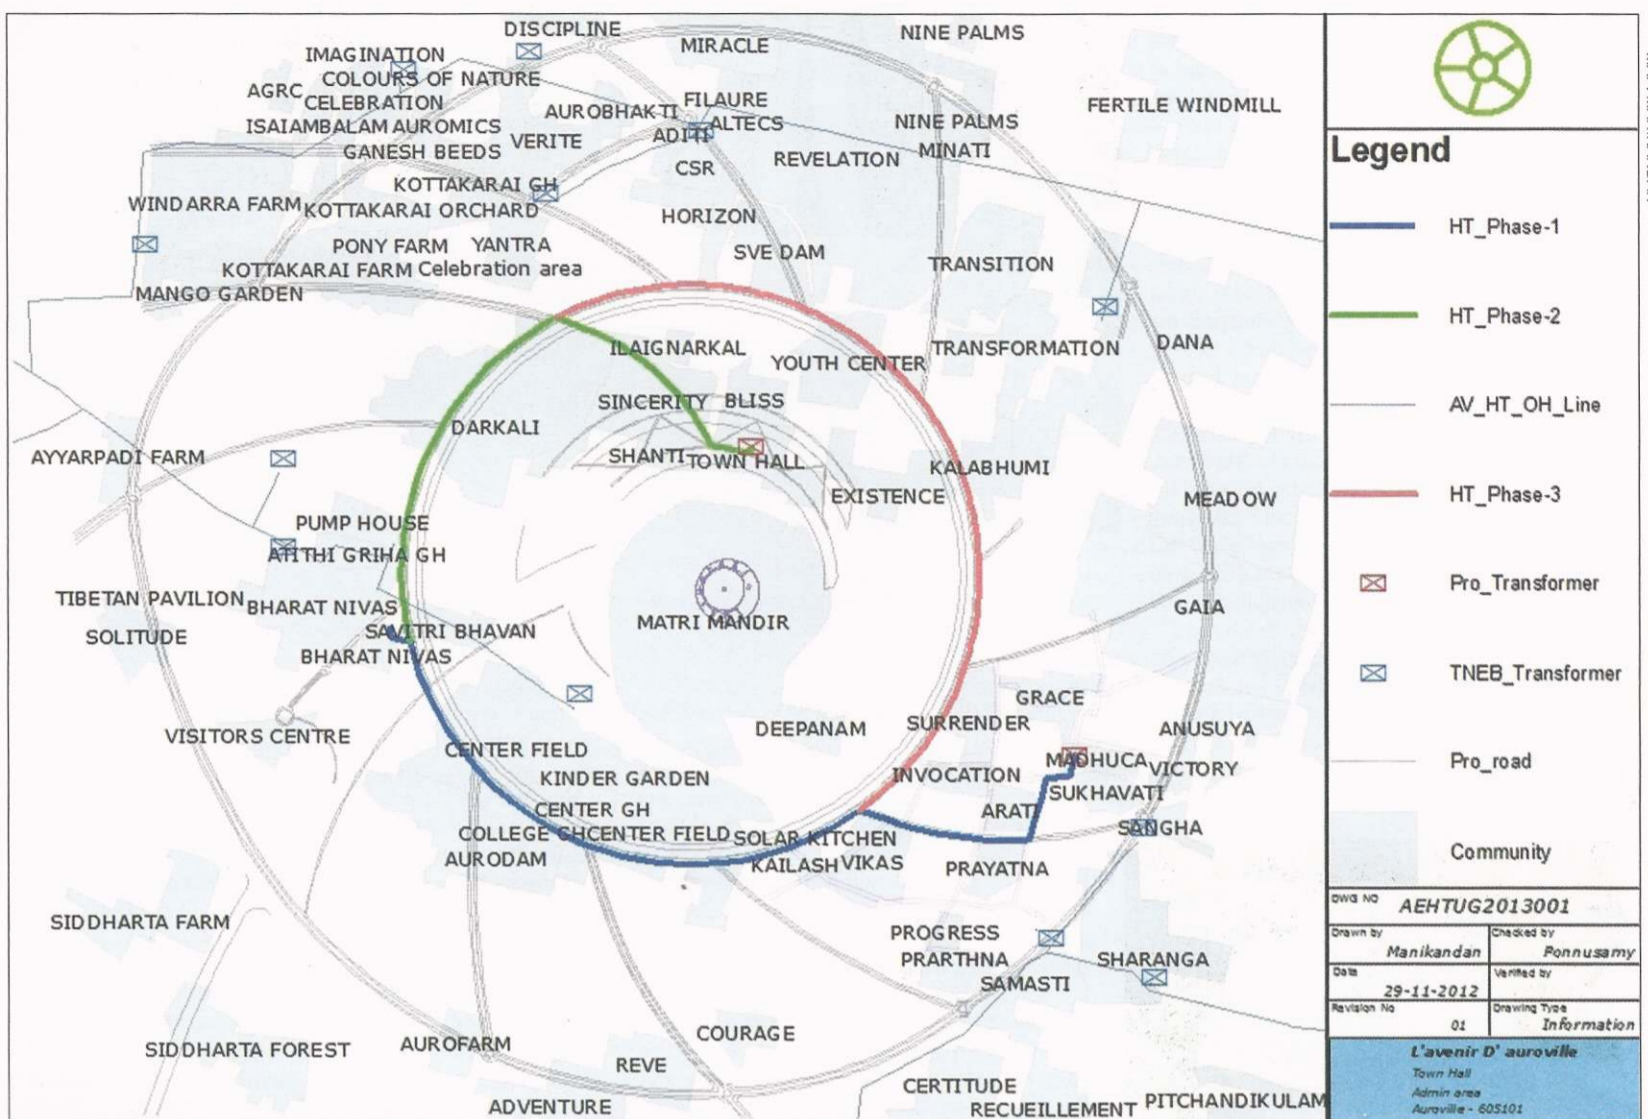 DISCIPLINE
NINE PALMS
MIRACLE
IMAGINATION
COLOURS OF NATURE
AGRC
CELEBRATION
FILAURE
FERTILE WINDMILL
AUROBHAKTI
ALTECS
NINE PALMS
ISAIAMBALAM AUROMICS
VERITE
ADITI
MINATI
GANESH BEEDS
REVELATION
CSR
KOTTAKARAI GH
WINDARRA FARM
KOTTAKARAI ORCHARD
HORIZON
PONY FARM
YANTRA
SVE DAM
KOTTAKARAI FARM
Celebration area
TRANSITION
MANGO GARDEN
ILAIGNARKAL
TRANSFORMATION
DANA
YOUTH CENTER
SINCERITY
BLISS
DARKALI
AYYARPADI FARM
SHANTI
TOWN HALL
KALABHUMI
EXISTENCE
MEADOW
PUMP HOUSE
ATITHI GRIHA GH
TIBETAN PAVILION
BHARAT NIVAS
GAIA
SOLITUDE
SAVITRI BHAVAN
MATRI MANDIR
BHARAT NIVAS
GRACE
VISITORS CENTRE
DEEPANAM
SURRENDER
ANUSUYA
CENTER FIELD
MADHUCA
VICTORY
KINDER GARDEN
INVOCATION
SUKHAVATI
CENTER GH
ARATI
COLLEGE GH
CENTER FIELD
SOLAR KITCHEN
SANGHA
AURODAM
KAILASH
VIKAS
PRAYATNA
SIDDHARTA FARM
PROGRESS
PRARTHNA
SHARANGA
SAMASTI
SIDDHARTA FOREST
AUROFARM
COURAGE
REVE
CERTITUDE
ADVENTURE
RECUEILLEMENT
PITCHANDIKULAM
Legend
HT_Phase-1
HT_Phase-2
AV_HT_OH_Line
HT_Phase-3
Pro_Transformer
TNEB_Transformer
Pro_road
Community
DWG NO AEHTUG2013001
Drawn by Manikandan
Checked by Ponnusamy
Date 29-11-2012
Verified by
Revision No 01
Drawing Type Information
L'avenir D' auroville
Town Hall
Admin area
Auroville - 605101